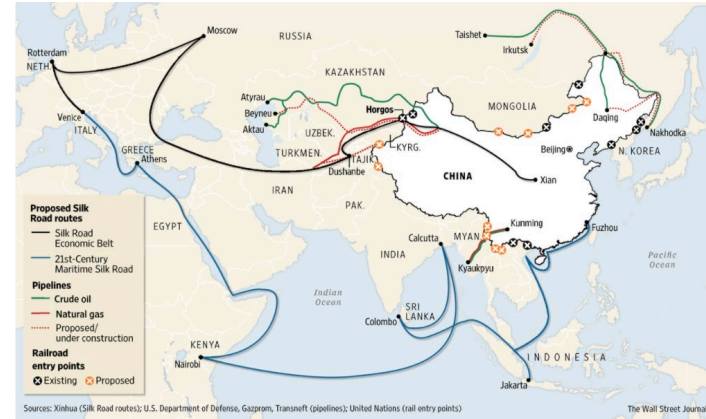 Moscow
RUSSIA
Taishet
Irkutsk
Rotterdam
NETH.
KAZAKHSTAN
Atyrau
Beyneu
Aktau
Horgos
MONGOLIA
Daqing
Nakhodka
Venice
ITALY
UZBEK.
TURKMEN.
KYRG.
TAJIK.
Dushanbe
Beijing
N. KOREA
GREECE
Athens
CHINA
Xian
IRAN
PAK.
EGYPT
INDIA
Calcutta
MYAN.
Kunming
Fuzhou
Kyaukpyu
Pacific
Ocean
Indian
Ocean
SRI
LANKA
Colombo
KENYA
Nairobi
INDONESIA
Jakarta
Proposed Silk
Road routes
Silk Road
Economic Belt
21st-Century
Maritime Silk Road
Pipelines
Crude oil
Natural gas
Proposed/
under construction
Railroad
entry points
Existing
Proposed
Sources: Xinhua (Silk Road routes); U.S. Department of Defense, Gazprom, Transneft (pipelines); United Nations (rail entry points)
The Wall Street Journal